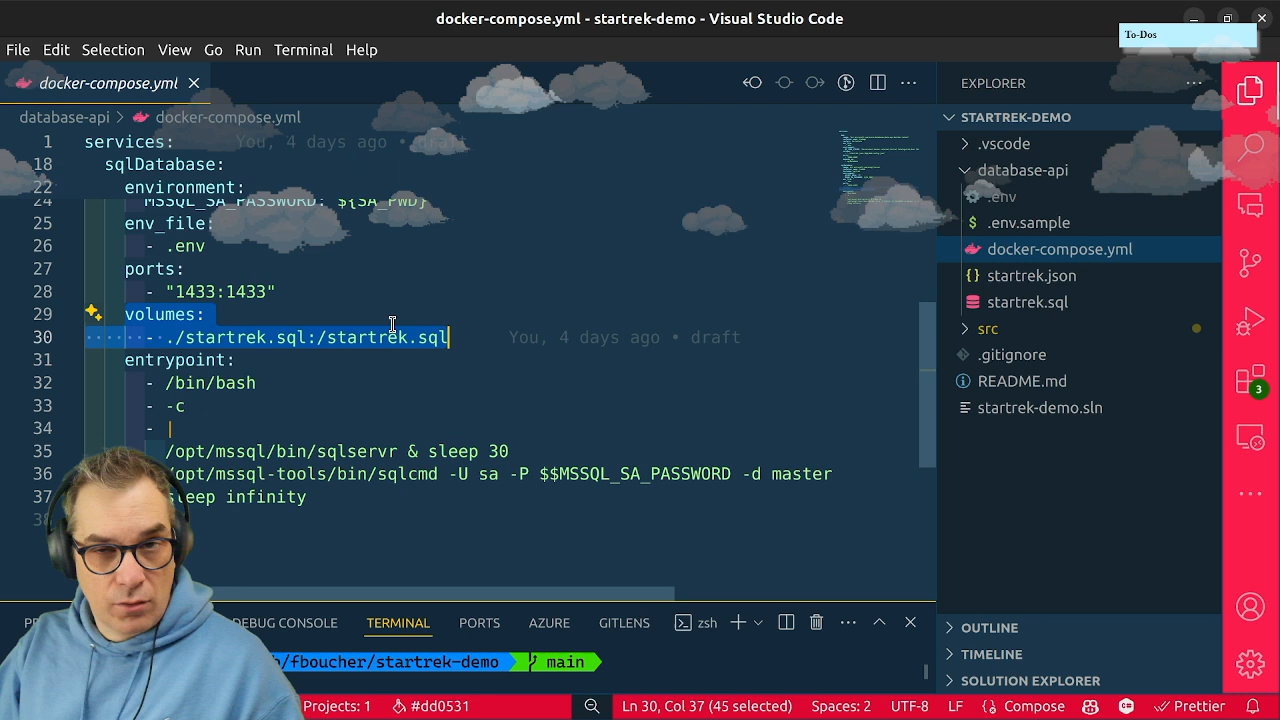 docker-compose.yml - startrek-demo - Visual Studio Code
To-Dos
File Edit Selection View Go Run Terminal Help
docker-compose.yml
EXPLORER
database-api > docker-compose.yml
1 services: You, 4 days ago • draft
18 sqlDatabase:
22 environment:
24 MSSQL_SA_PASSWORD: ${SA_PWD}
25 env_file:
26 - .env
27 ports:
28 - "1433:1433"
29 volumes:
30 - ./startrek.sql:/startrek.sql You, 4 days ago • draft
31 entrypoint:
32 - /bin/bash
33 - -c
34 - |
35 /opt/mssql/bin/sqlservr & sleep 30
36 /opt/mssql-tools/bin/sqlcmd -U sa -P $$MSSQL_SA_PASSWORD -d master
37 sleep infinity
38
STARTREK-DEMO
.vscode
database-api
.env
.env.sample
docker-compose.yml
startrek.json
startrek.sql
src
.gitignore
README.md
startrek-demo.sln
3
OUTLINE
TIMELINE
SOLUTION EXPLORER
DEBUG CONSOLE TERMINAL PORTS AZURE GITLENS zsh
/fboucher/startrek-demo main
Projects: 1 #dd0531 Ln 30, Col 37 (45 selected) Spaces: 2 UTF-8 LF Compose Prettier